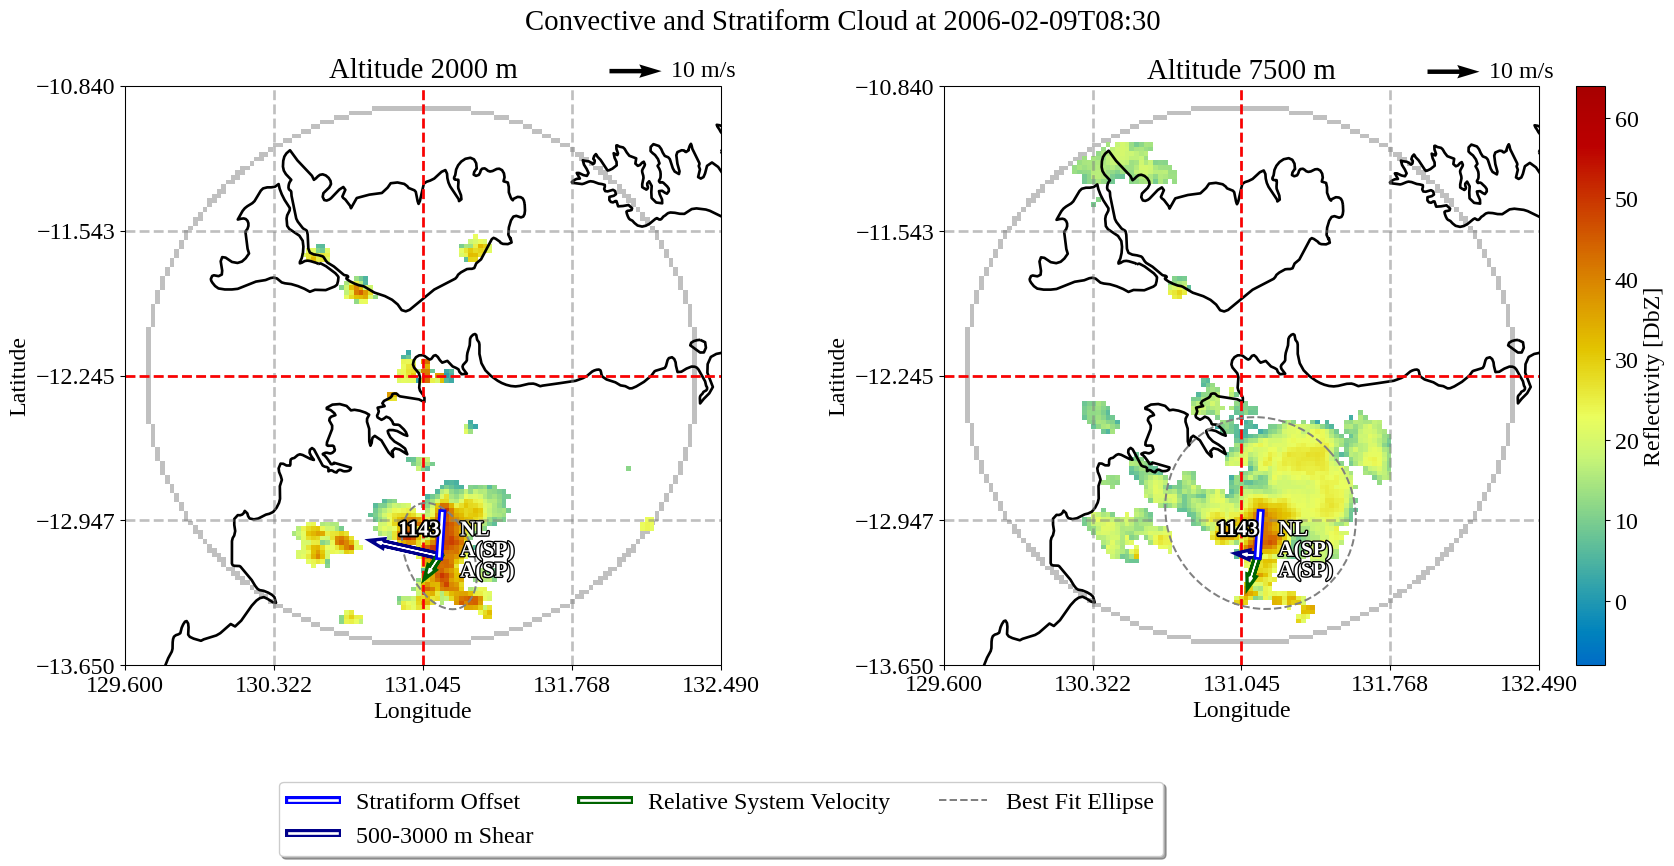 Convective and Stratiform Cloud at 2006-02-09T08:30
Altitude 2000 m
10 m/s
Altitude 7500 m
10 m/s
−10.840
−11.543
−12.245
−12.947
−13.650
Latitude
129.600
130.322
131.045
131.768
132.490
Longitude
1143
NL
A(SP)
A(SP)
−10.840
−11.543
−12.245
−12.947
−13.650
Latitude
129.600
130.322
131.045
131.768
132.490
Longitude
1143
NL
A(SP)
A(SP)
60
50
40
30
20
10
0
Reflectivity [DbZ]
Stratiform Offset
Relative System Velocity
Best Fit Ellipse
500-3000 m Shear